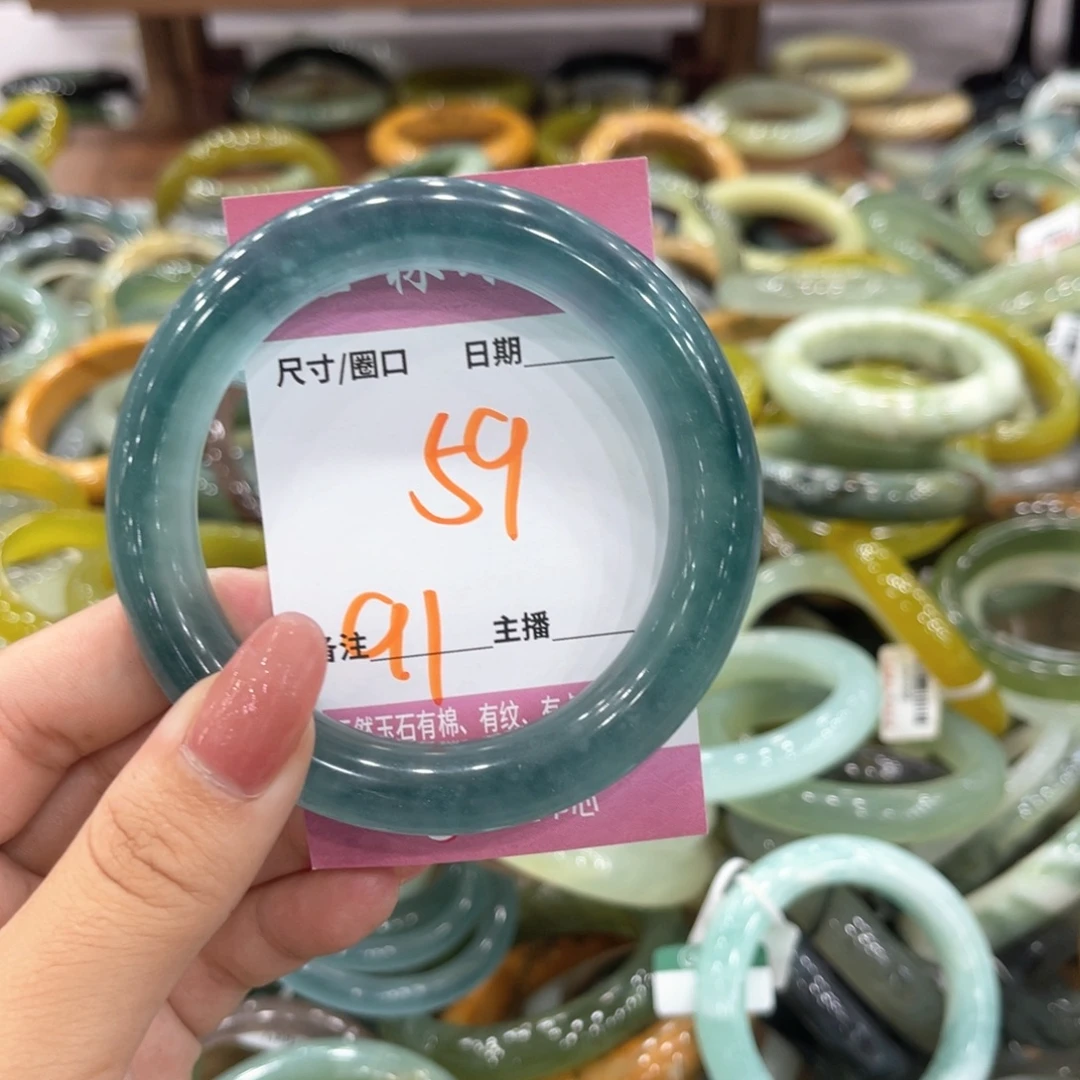 尺寸/圈口 日期
59
备注 91 主播
天然玉石有棉、有纹、有